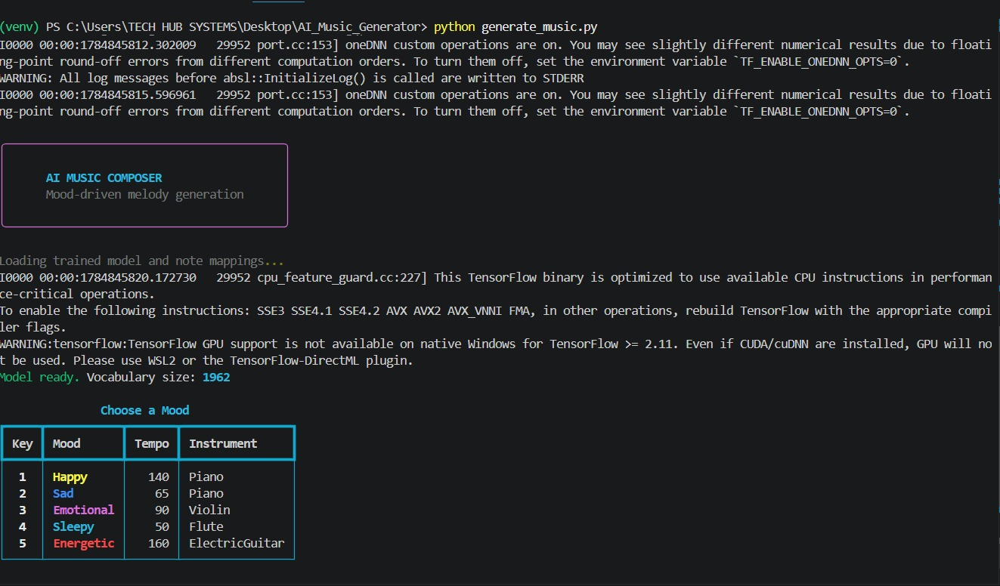 (venv) PS C:\Users\TECH HUB SYSTEMS\Desktop\AI_Music_Generator> python generate_music.py
I0000 00:00:1784845812.302009   29952 port.cc:153] oneDNN custom operations are on. You may see slightly different numerical results due to floati
ng-point round-off errors from different computation orders. To turn them off, set the environment variable `TF_ENABLE_ONEDNN_OPTS=0`.
WARNING: All log messages before absl::InitializeLog() is called are written to STDERR
I0000 00:00:1784845815.596961   29952 port.cc:153] oneDNN custom operations are on. You may see slightly different numerical results due to floati
ng-point round-off errors from different computation orders. To turn them off, set the environment variable `TF_ENABLE_ONEDNN_OPTS=0`.
AI MUSIC COMPOSER
Mood-driven melody generation
Loading trained model and note mappings...
I0000 00:00:1784845820.172730   29952 cpu_feature_guard.cc:227] This TensorFlow binary is optimized to use available CPU instructions in performan
ce-critical operations.
To enable the following instructions: SSE3 SSE4.1 SSE4.2 AVX AVX2 AVX_VNNI FMA, in other operations, rebuild TensorFlow with the appropriate compi
ler flags.
WARNING:tensorflow:TensorFlow GPU support is not available on native Windows for TensorFlow >= 2.11. Even if CUDA/cuDNN are installed, GPU will no
t be used. Please use WSL2 or the TensorFlow-DirectML plugin.
Model ready. Vocabulary size: 1962
Choose a Mood
Key Mood Tempo Instrument
1 Happy 140 Piano
2 Sad 65 Piano
3 Emotional 90 Violin
4 Sleepy 50 Flute
5 Energetic 160 ElectricGuitar